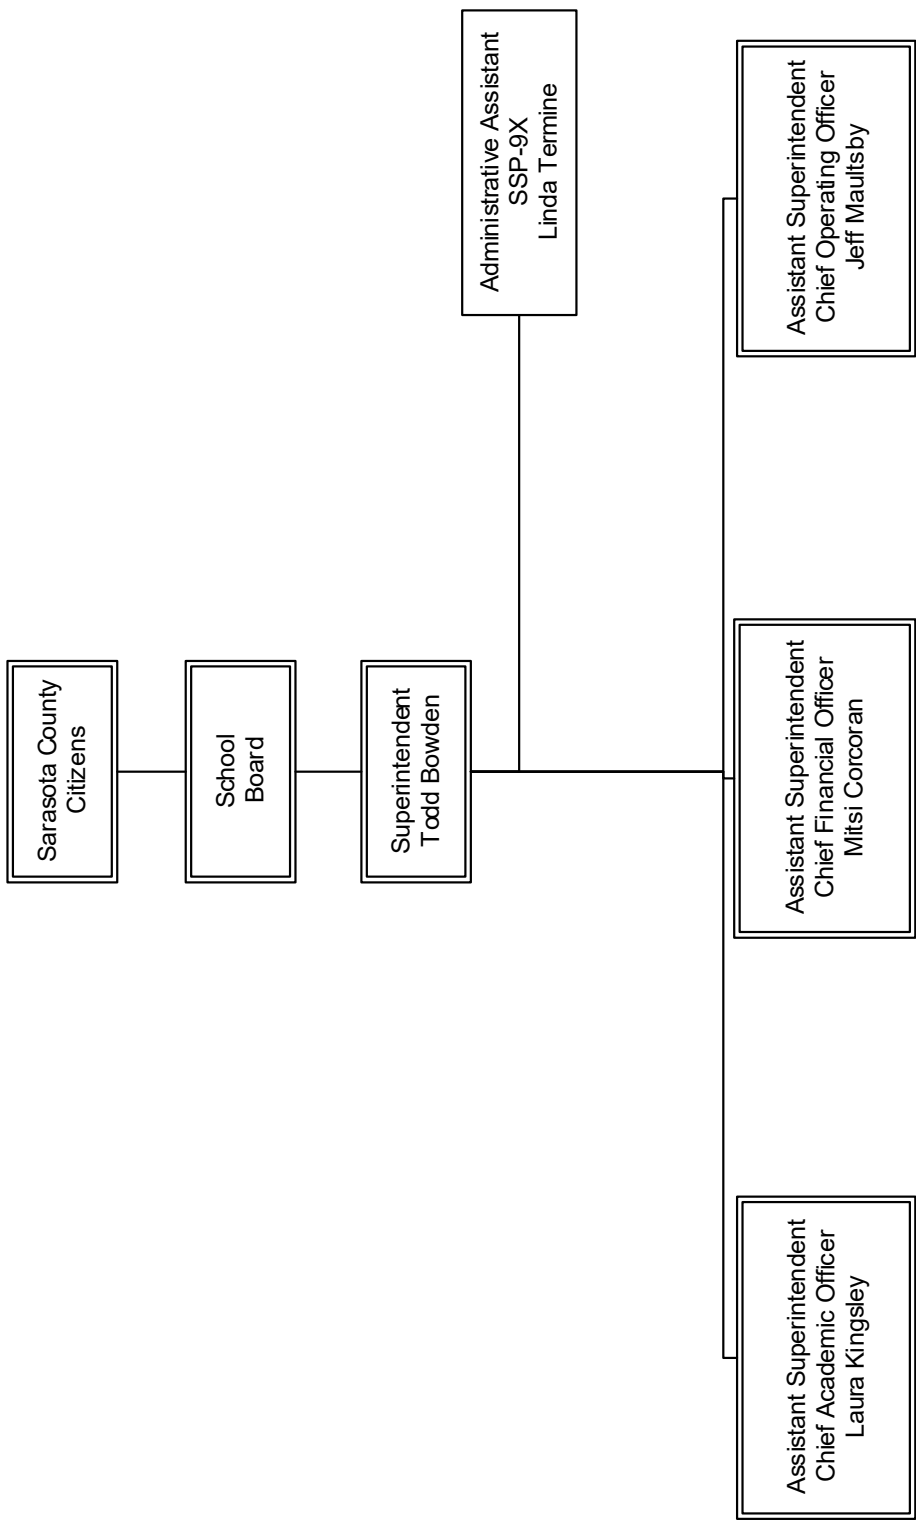 Sarasota County
Citizens
School
Board
Superintendent
Todd Bowden
Administrative Assistant
SSP-9X
Linda Termine
Assistant Superintendent
Chief Academic Officer
Laura Kingsley
Assistant Superintendent
Chief Financial Officer
Mitsi Corcoran
Assistant Superintendent
Chief Operating Officer
Jeff Maultsby